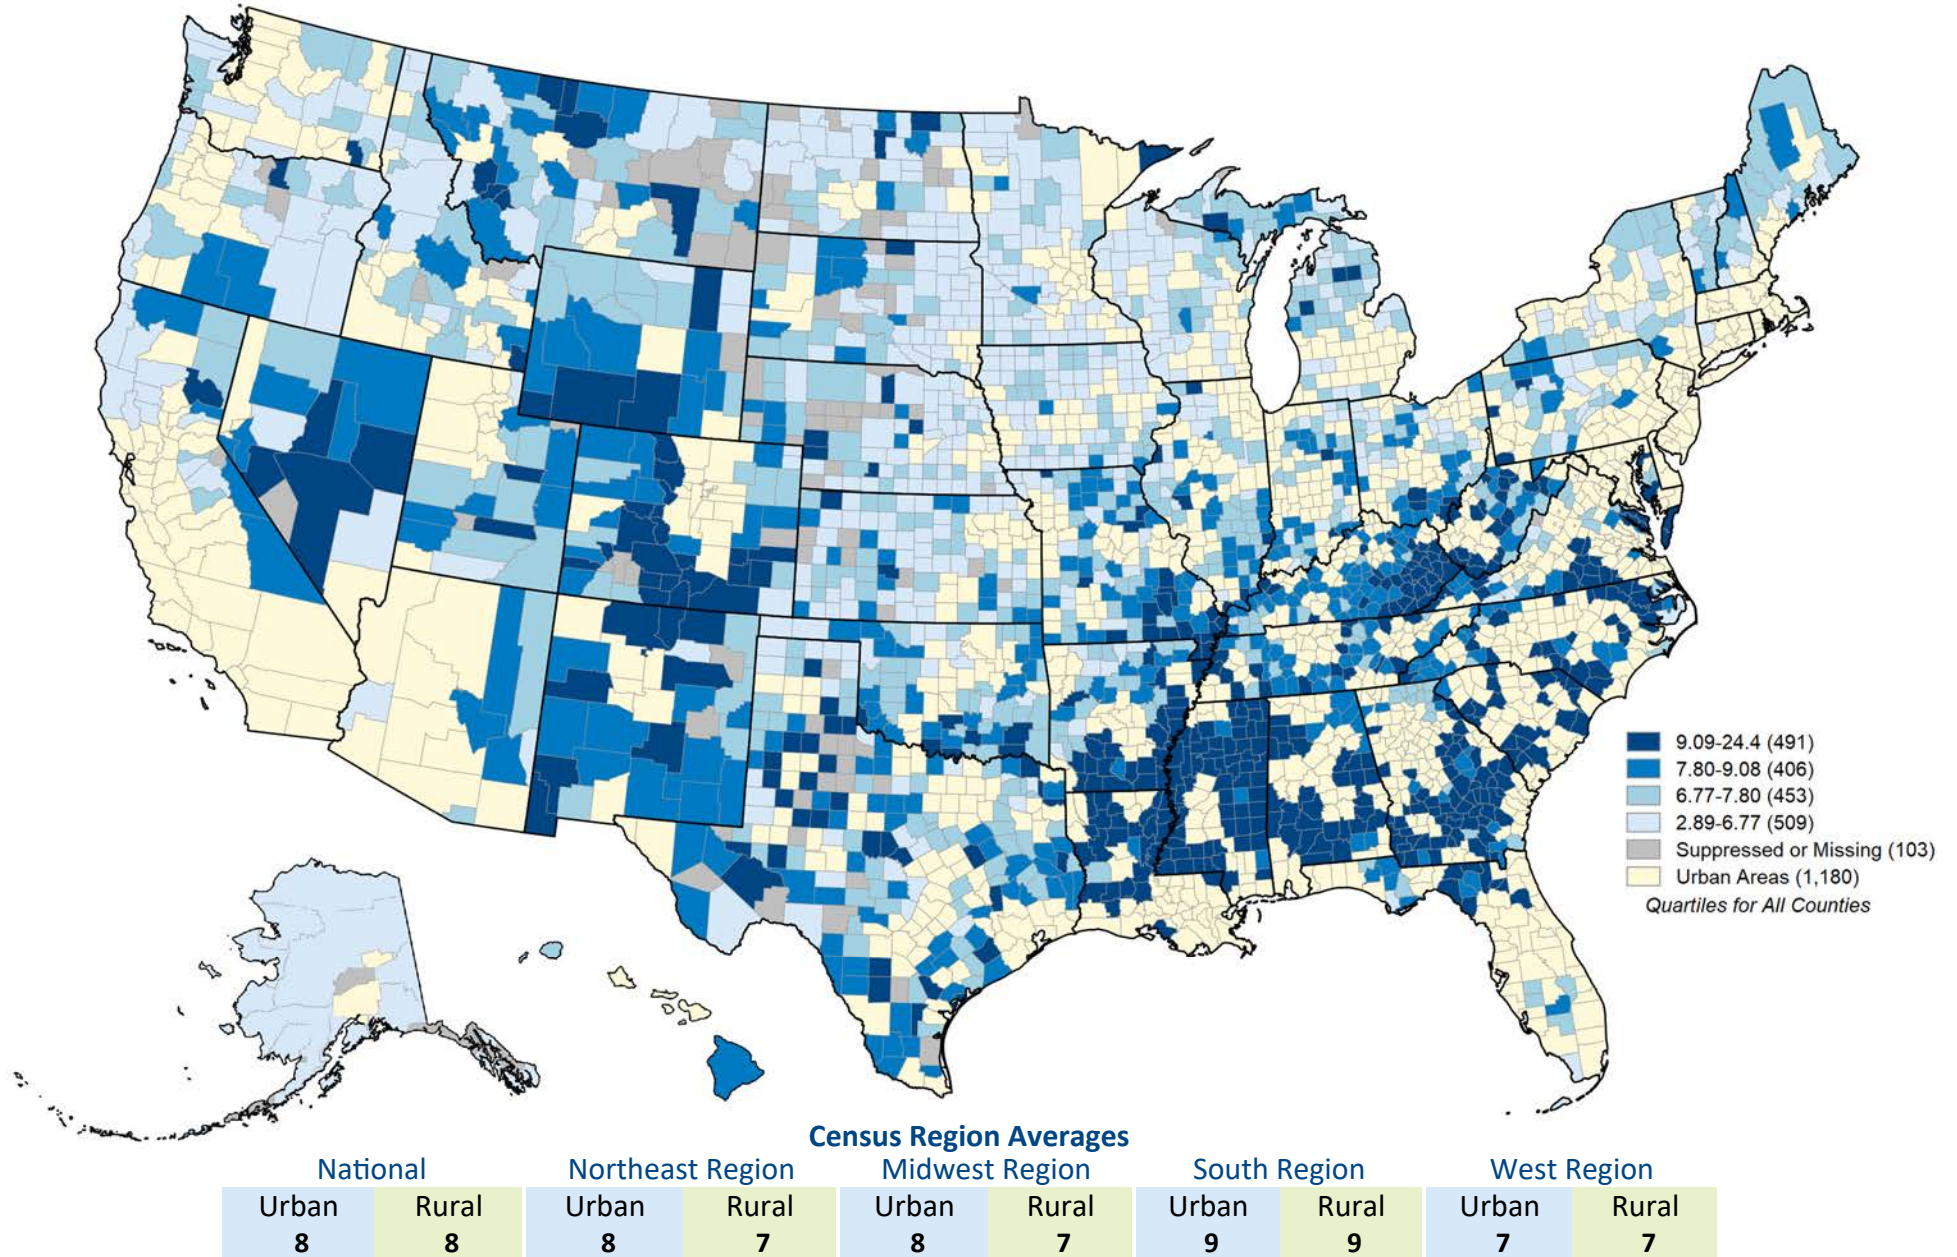 9.09-24.4 (491)
7.80-9.08 (406)
6.77-7.80 (453)
2.89-6.77 (509)
Suppressed or Missing (103)
Urban Areas (1,180)
Quartiles for All Counties
Census Region Averages
National Northeast Region Midwest Region South Region West Region
Urban Rural Urban Rural Urban Rural Urban Rural Urban Rural
8 8 8 7 8 7 9 9 7 7